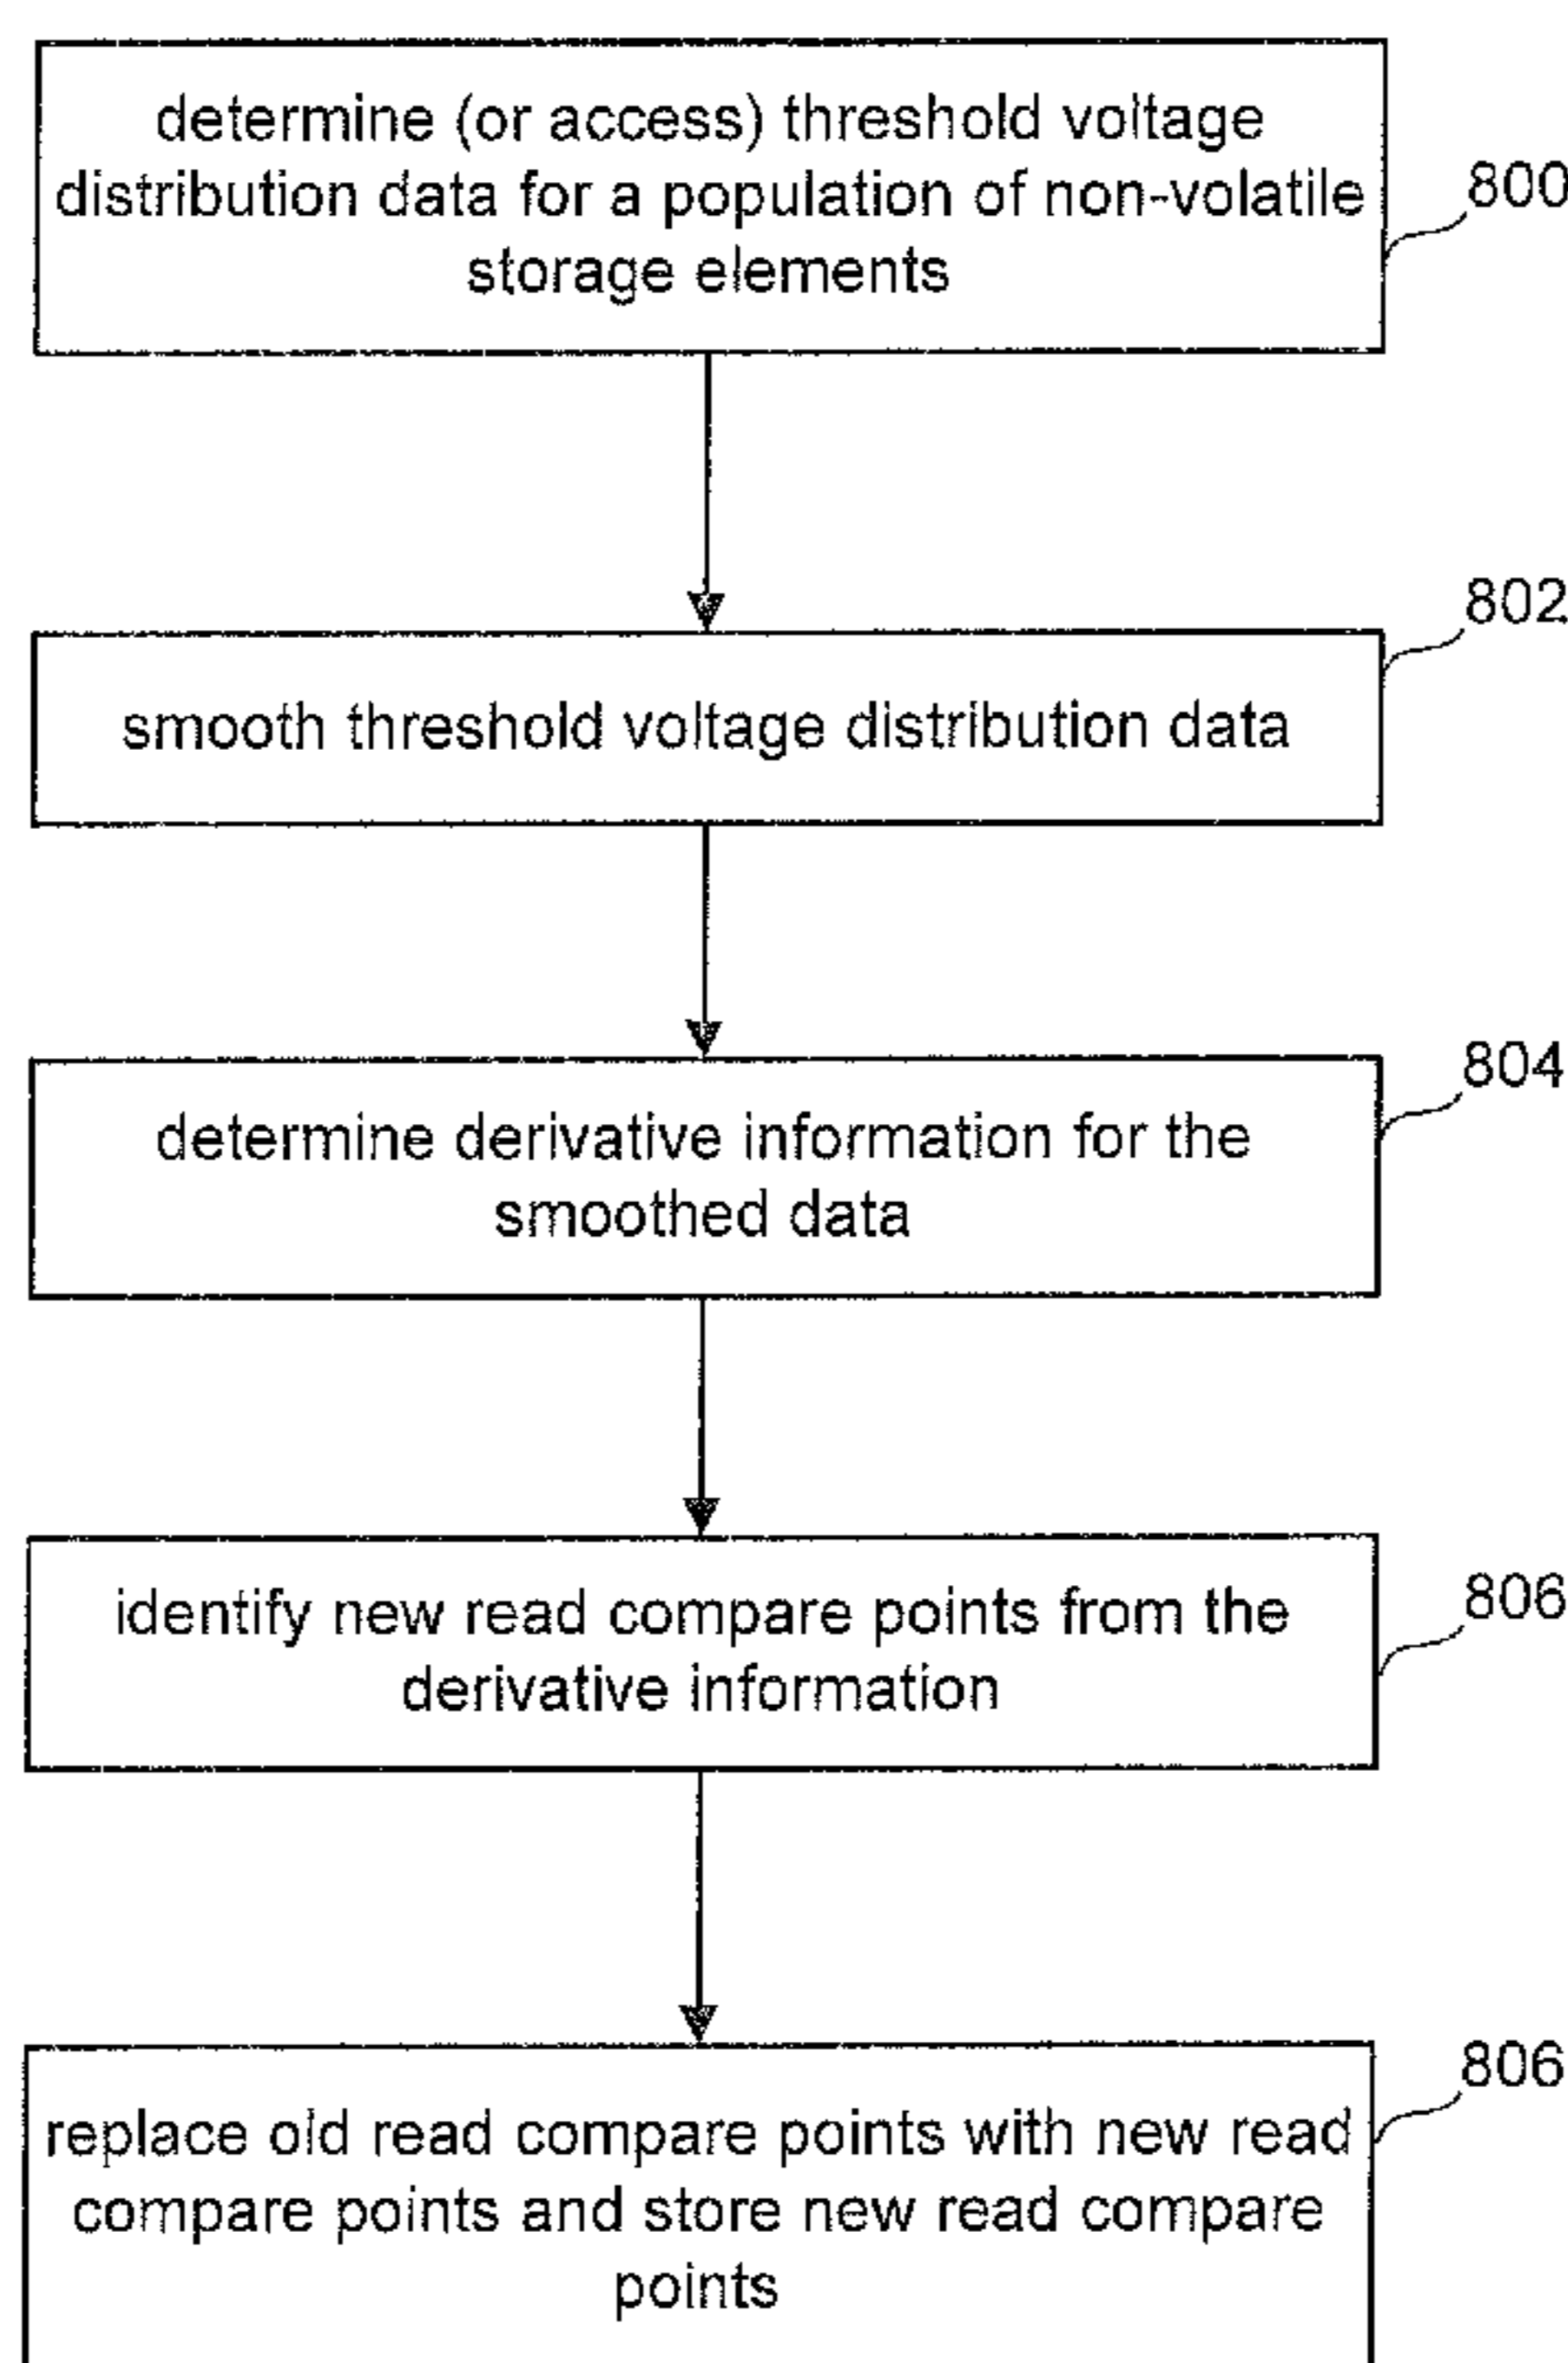 determine (or access) threshold voltage
distribution data for a population of non-volatile
storage elements
800
802
smooth threshold voltage distribution data
804
determine derivative information for the
smoothed data
806
identify new read compare points from the
derivative information
806
replace old read compare points with new read
compare points and store new read compare
points